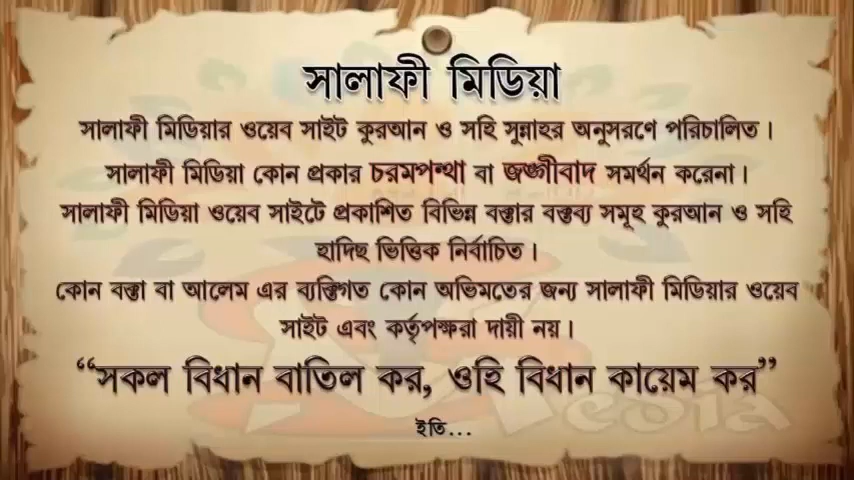 সালাফী মিডিয়া
সালাফী মিডিয়ার ওয়েব সাইট কুরআন ও সহি সুন্নাহর অনুসরণে পরিচালিত।
সালাফী মিডিয়া কোন প্রকার চরমপন্থা বা জঙ্গীবাদ সমর্থন করেনা।
সালাফী মিডিয়া ওয়েব সাইটে প্রকাশিত বিভিন্ন বক্তার বক্তব্য সমূহ কুরআন ও সহি
হাদিছ ভিত্তিক নির্বাচিত।
কোন বক্তা বা আলেম এর ব্যক্তিগত কোন অভিমতের জন্য সালাফী মিডিয়ার ওয়েব
সাইট এবং কর্তৃপক্ষরা দায়ী নয়।
“সকল বিধান বাতিল কর, ওহি বিধান কায়েম কর”
ইতি...